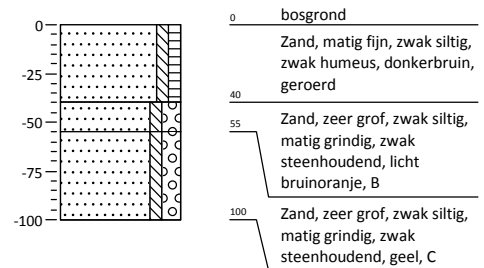 0
-25
-50
-75
-100
0 bosgrond
Zand, matig fijn, zwak siltig,
zwak humeus, donkerbruin,
geroerd
40
Zand, zeer grof, zwak siltig,
55
matig grindig, zwak
steenhoudend, licht
bruinoranje, B
100
Zand, zeer grof, zwak siltig,
matig grindig, zwak
steenhoudend, geel, C